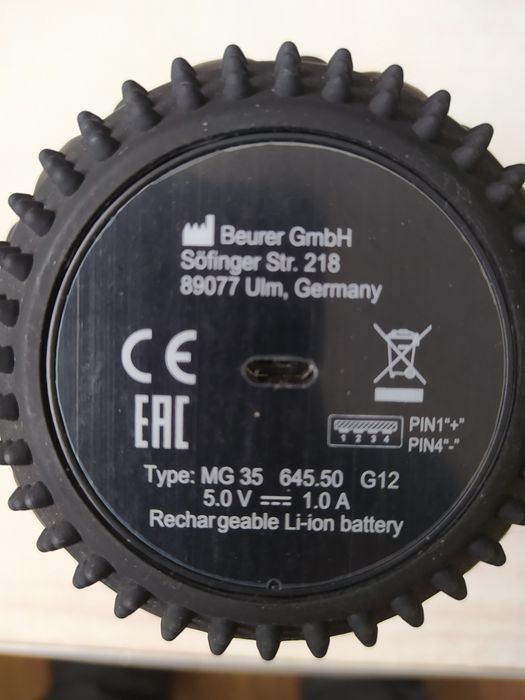 Beurer GmbH
Söfinger Str. 218
89077 Ulm, Germany
CE
EAC
1 2 3 4
PIN1"+"
PIN4"-"
Type: MG 35 645.50 G12
5.0 V ⎓ 1.0 A
Rechargeable Li-ion battery